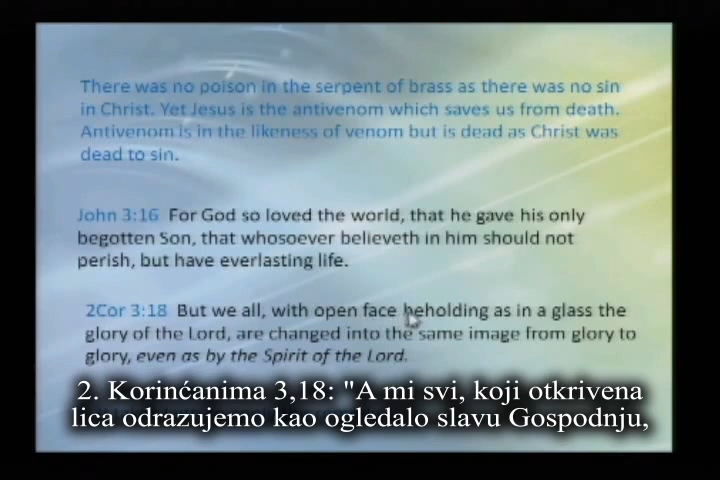 There was no poison in the serpent of brass as there was no sin
in Christ. Yet Jesus is the antivenom which saves us from death.
Antivenom is in the likeness of venom but is dead as Christ was
dead to sin.
John 3:16 For God so loved the world, that he gave his only
begotten Son, that whosoever believeth in him should not
perish, but have everlasting life.
2Cor 3:18 But we all, with open face beholding as in a glass the
glory of the Lord, are changed into the same image from glory to
glory, even as by the Spirit of the Lord.
2. Korinćanima 3,18: "A mi svi, koji otkrivena
lica odrazujemo kao ogledalo slavu Gospodnju,